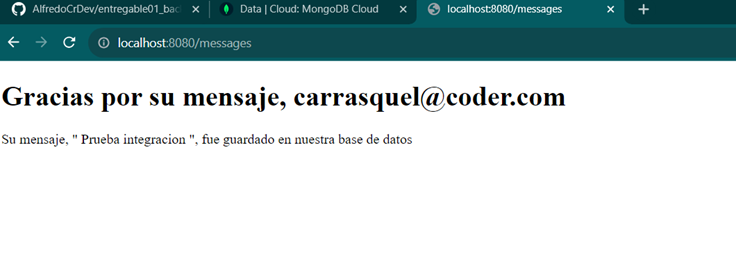 AlfredoCrDev/entregable01_bac
Data | Cloud: MongoDB Cloud
localhost:8080/messages
localhost:8080/messages
Gracias por su mensaje, carrasquel@coder.com
Su mensaje, " Prueba integracion ", fue guardado en nuestra base de datos